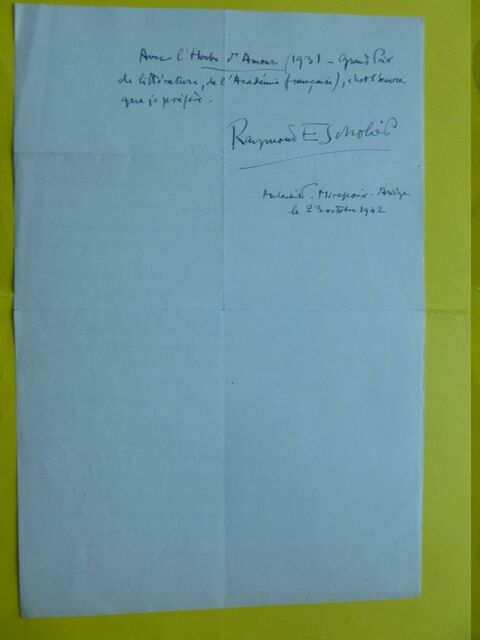 Avec l'Herbe d'Amour (1931 - Grand Prix
de littérature, de l'Académie française), c'est l'œuvre
que je préfère.
Raymond Escholier
Mirepoix - Ariège
le 23 octobre 1942